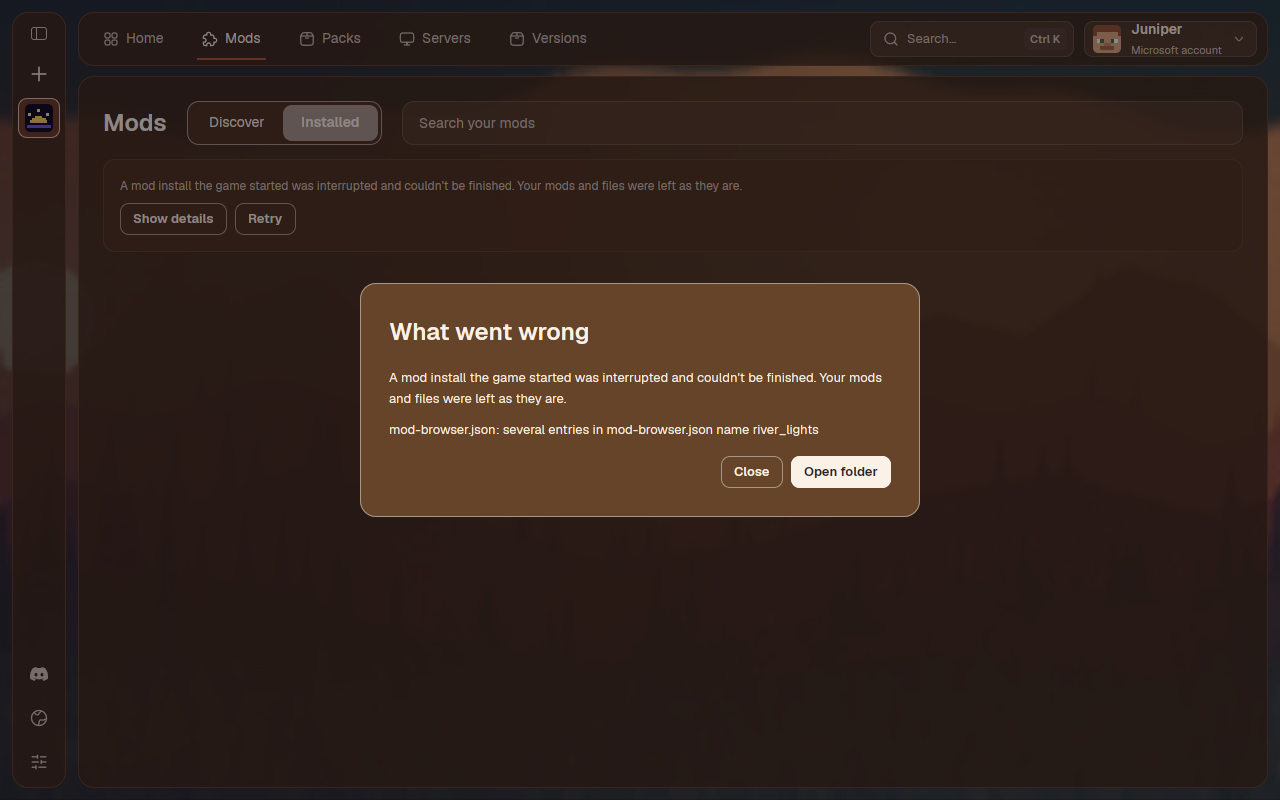 Home
Mods
Packs
Servers
Versions
Search...
Ctrl K
Juniper
Microsoft account
Mods
Discover
Installed
Search your mods
A mod install the game started was interrupted and couldn't be finished. Your mods and files were left as they are.
Show details
Retry
What went wrong
A mod install the game started was interrupted and couldn't be finished. Your mods
and files were left as they are.
mod-browser.json: several entries in mod-browser.json name river_lights
Close
Open folder